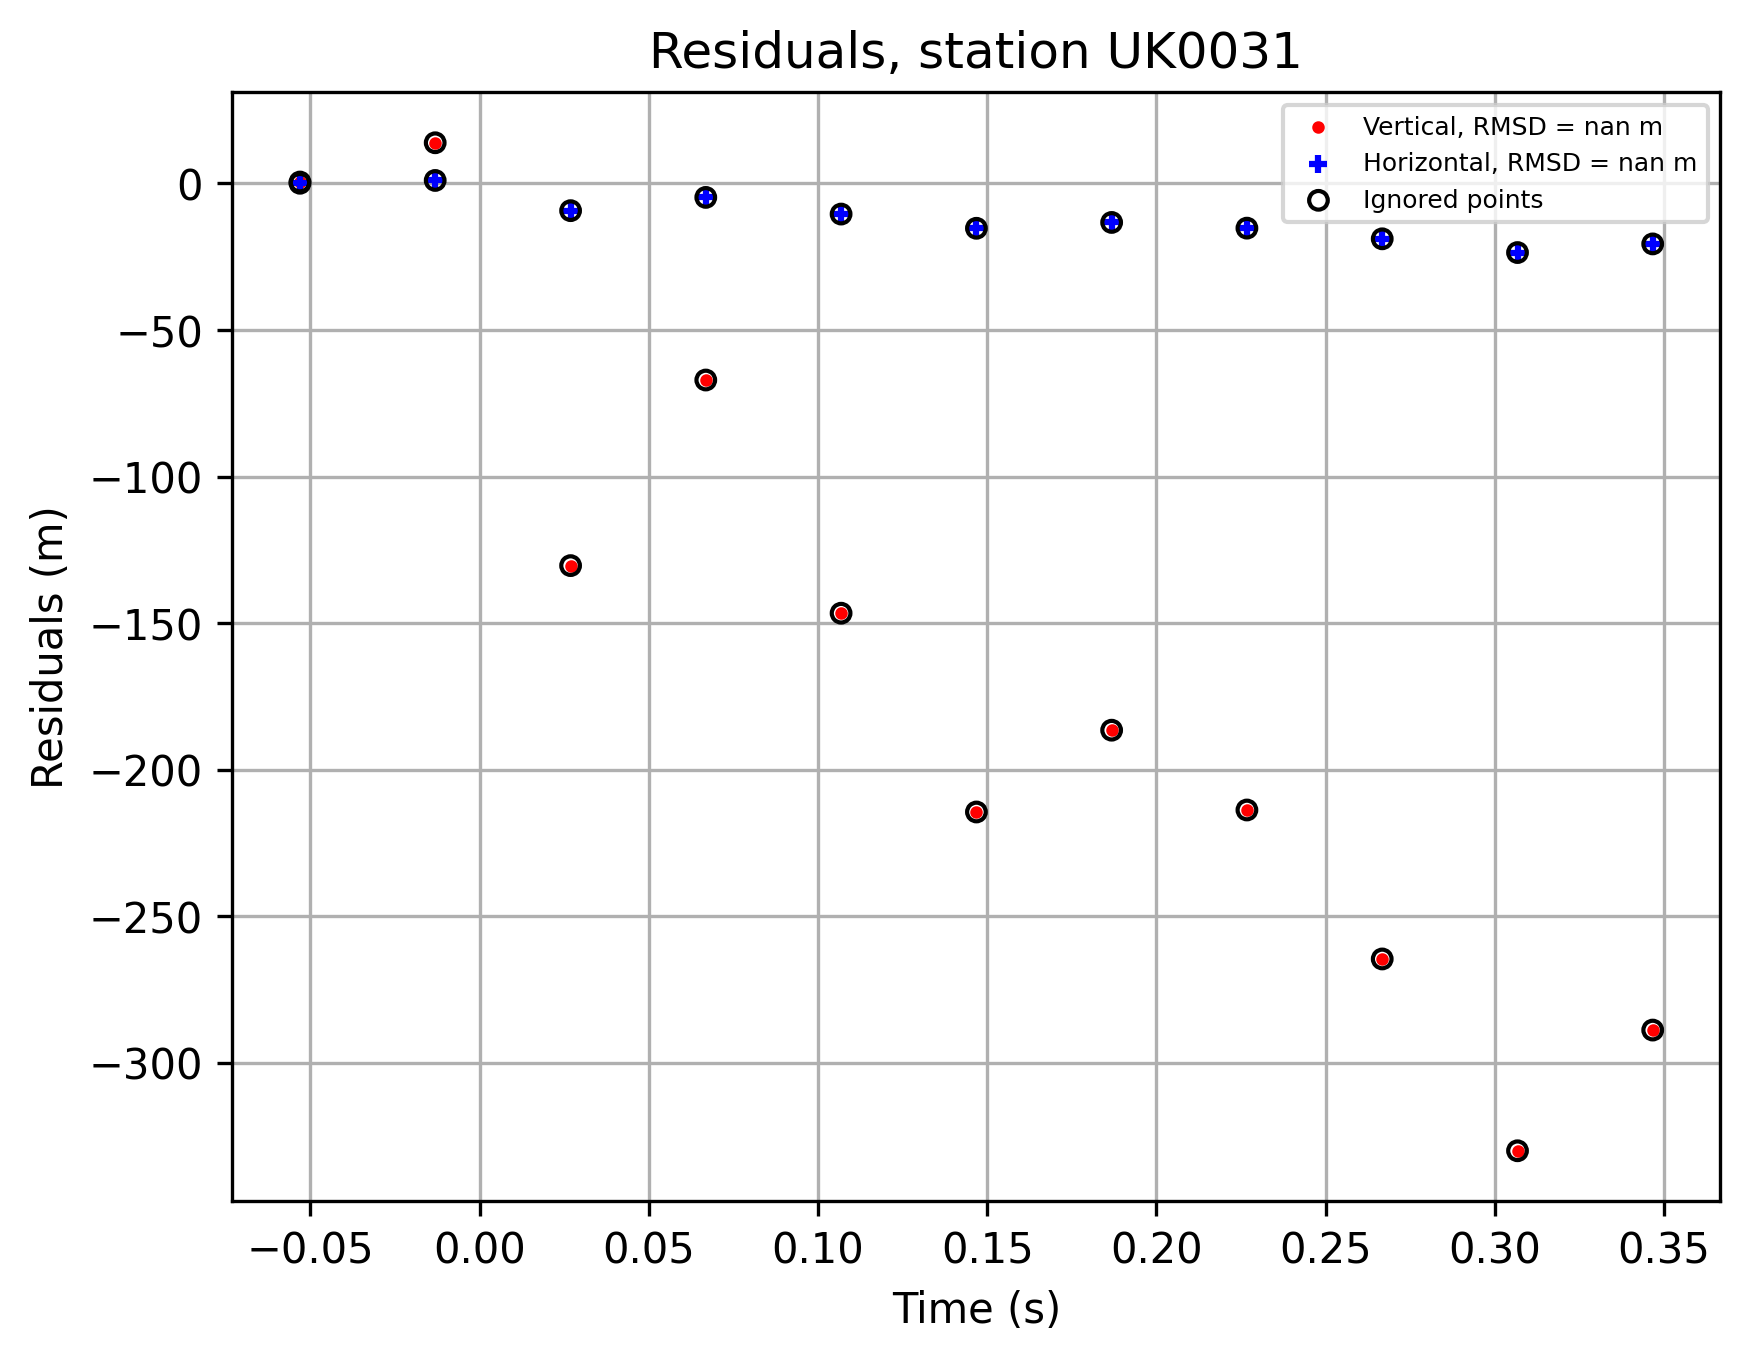 Residuals, station UK0031
Vertical, RMSD = nan m
Horizontal, RMSD = nan m
Ignored points
0
−50
−100
−150
−200
−250
−300
Residuals (m)
−0.05 0.00 0.05 0.10 0.15 0.20 0.25 0.30 0.35
Time (s)